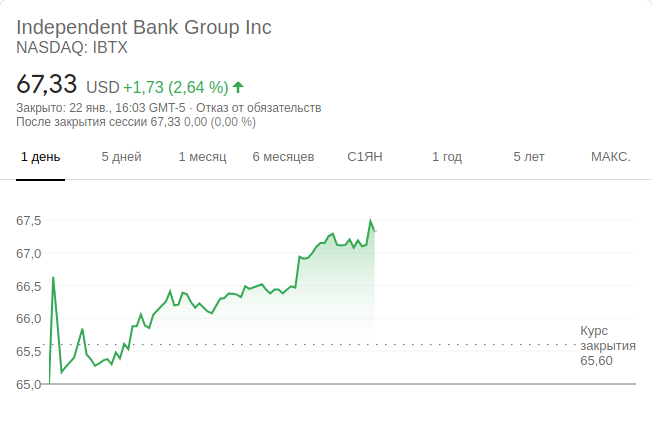 Independent Bank Group Inc
NASDAQ: IBTX
67,33 USD +1,73 (2,64 %)
Закрыто: 22 янв., 16:03 GMT-5 · Отказ от обязательств
После закрытия сессии 67,33 0,00 (0,00 %)
1 день 5 дней 1 месяц 6 месяцев С1ЯН 1 год 5 лет МАКС.
67,5
67,0
66,5
66,0
Курс
закрытия
65,60
65,5
65,0